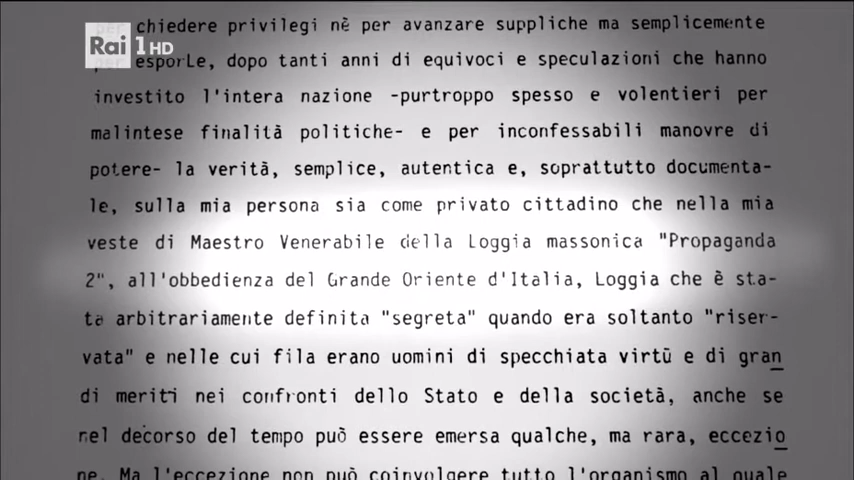 per chiedere privilegi nè per avanzare suppliche ma semplicemente
Rai 1 HD
per esporLe, dopo tanti anni di equivoci e speculazioni che hanno
investito l'intera nazione -purtroppo spesso e volentieri per
malintese finalità politiche- e per inconfessabili manovre di
potere- la verità, semplice, autentica e, soprattutto documenta-
le, sulla mia persona sia come privato cittadino che nella mia
veste di Maestro Venerabile della Loggia massonica "Propaganda
2", all'obbedienza del Grande Oriente d'Italia, Loggia che è sta-
ta arbitrariamente definita "segreta" quando era soltanto "riser-
vata" e nelle cui fila erano uomini di specchiata virtù e di gran
di meriti nei confronti dello Stato e della società, anche se
nel decorso del tempo può essere emersa qualche, ma rara, eccezio
ne. Ma l'eccezione non può coinvolgere tutto l'organismo al quale